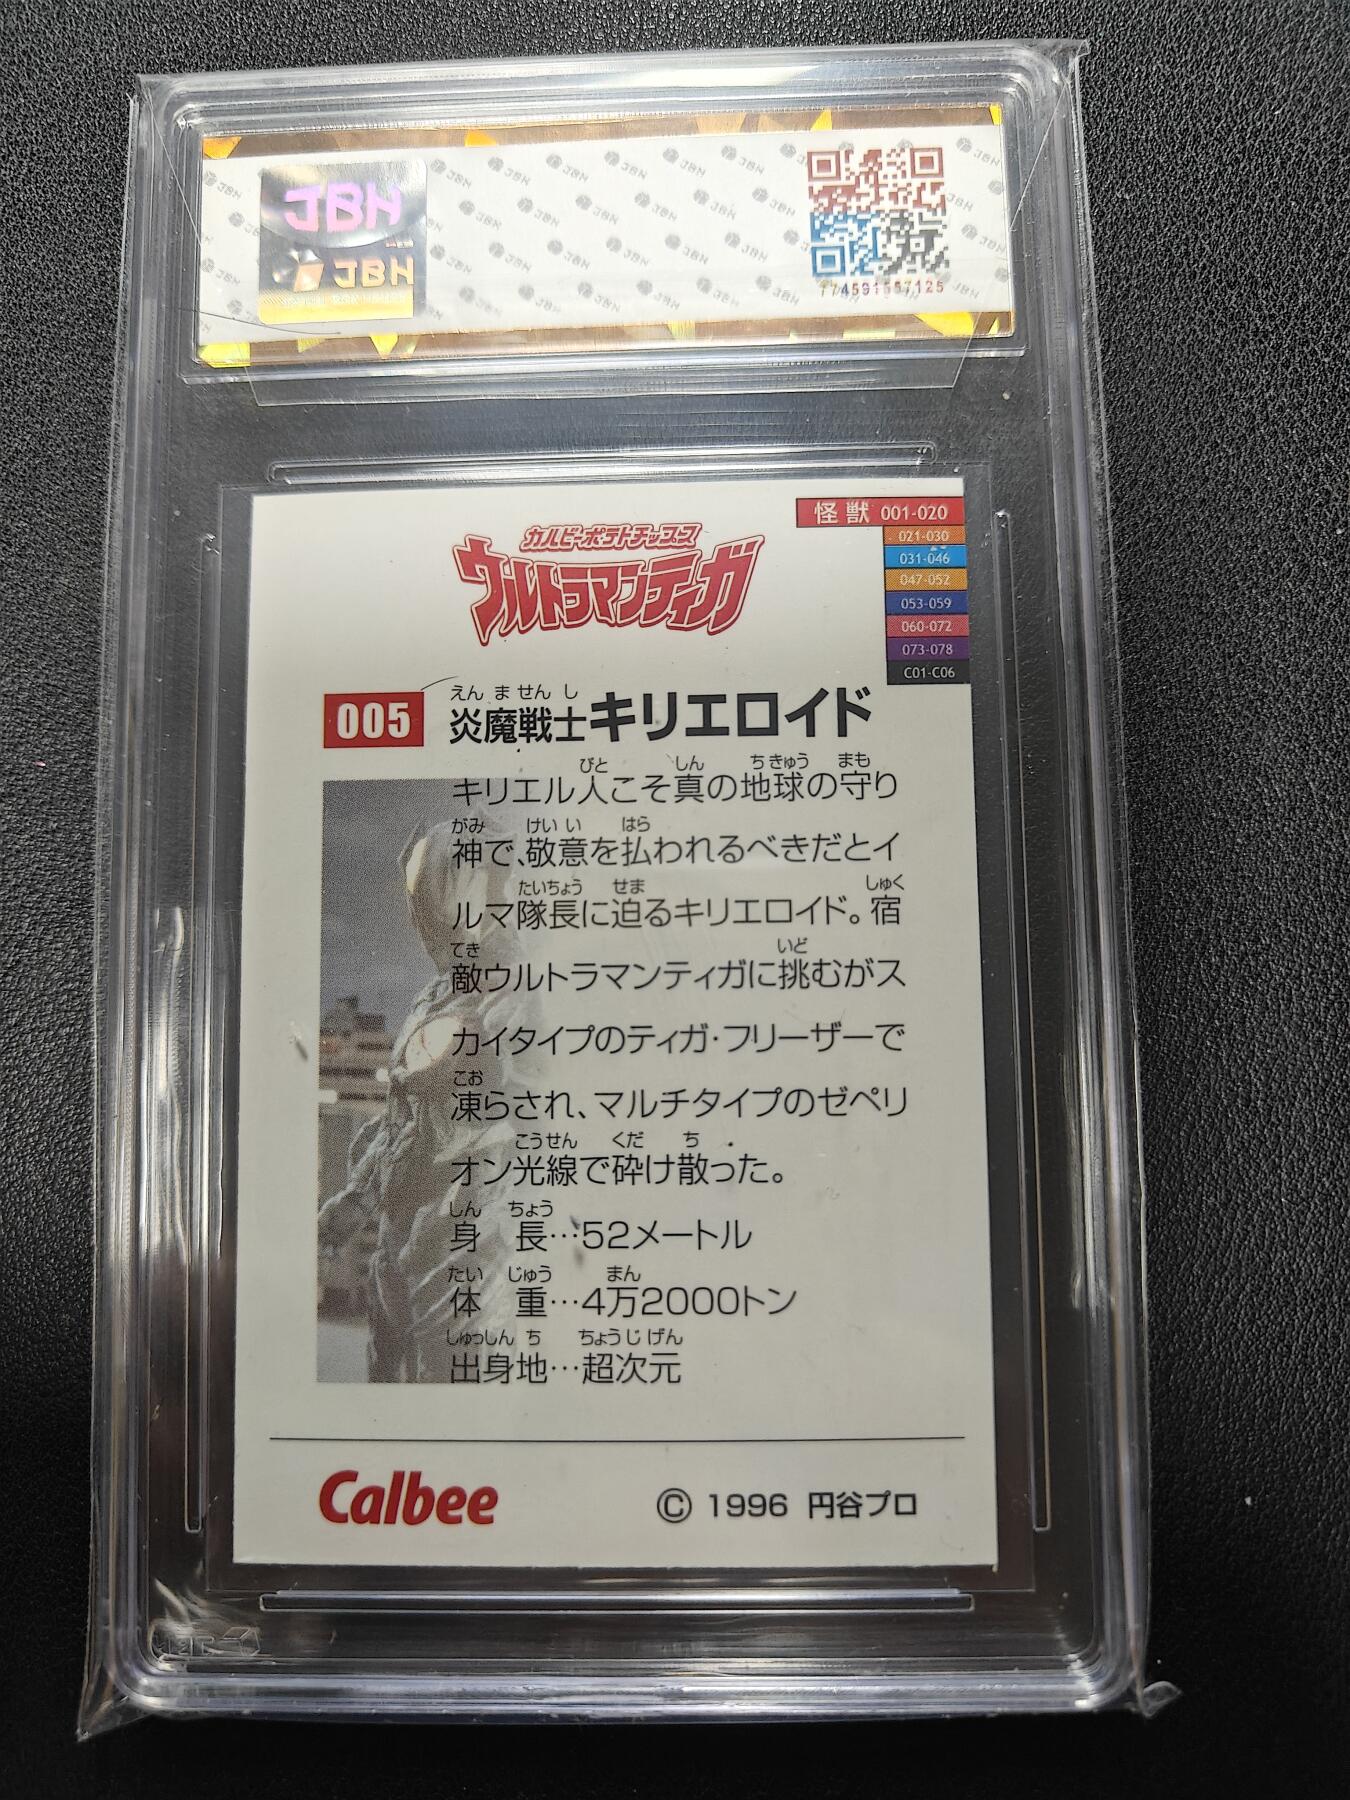 JBH
JBH
774591557125
怪獣 001-020
021-030
031-046
047-052
053-059
060-072
073-078
C01-C06
カルビーポテトチップス
ウルトラマンティガ
えん ま せん し
005 炎魔戦士キリエロイド
びと しん ちきゅう まも
キリエル人こそ真の地球の守り
がみ けい い はら
神で、敬意を払われるべきだとイ
たいちょう せま しゅく
ルマ隊長に迫るキリエロイド。宿
てき いど
敵ウルトラマンティガに挑むがス
カイタイプのティガ・フリーザーで
こお
凍らされ、マルチタイプのゼペリ
こうせん くだ ち
オン光線で砕け散った。
しん ちょう
身 長…52メートル
たい じゅう まん
体 重…4万2000トン
しゅっしん ち ちょうじげん
出身地…超次元
Calbee © 1996 円谷プロ